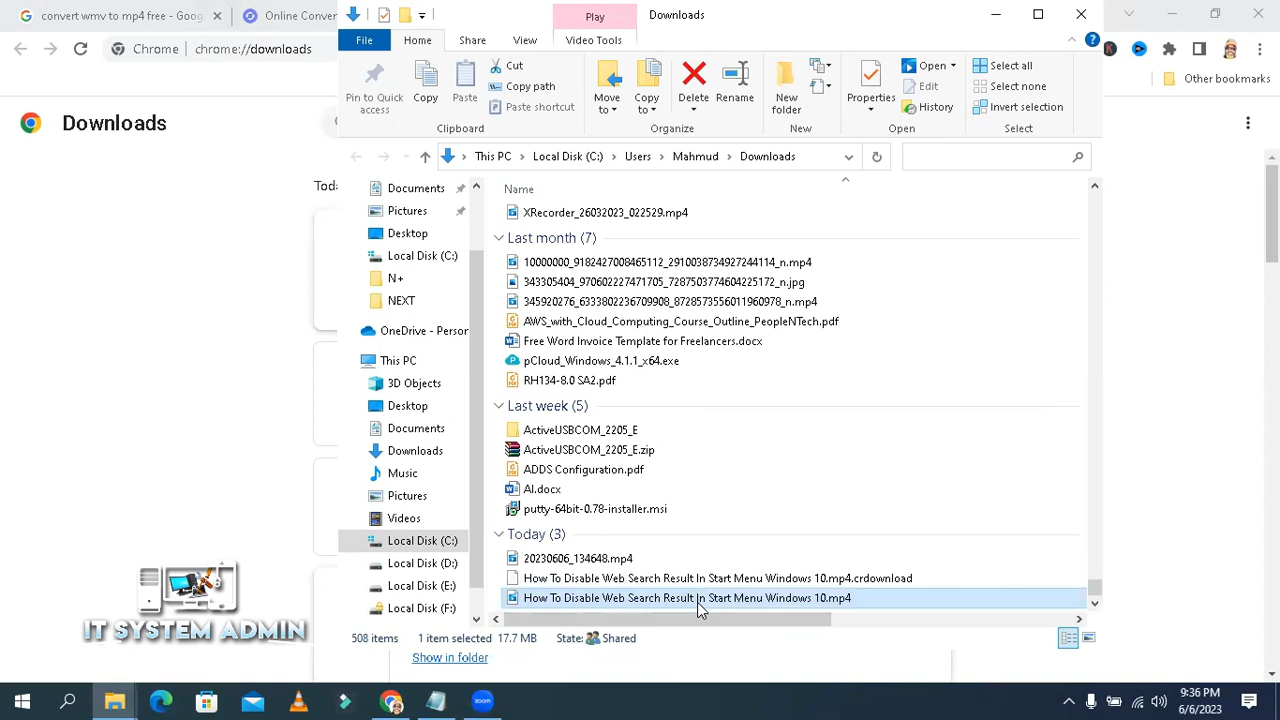 convert wmv to mp4 free - Goog
Online Conver
Play
Downloads
File
Home
Share
View
Video Tools
Chrome
chrome://downloads
Other bookmarks
Pin to Quick access
Copy
Paste
Cut
Copy path
Paste shortcut
Move to
Copy to
Delete
Rename
New folder
Properties
Open
Edit
History
Select all
Select none
Invert selection
Clipboard
Organize
New
Open
Select
Downloads
This PC > Local Disk (C:) > Users > Mahmud > Downloads
Toda
Documents
Pictures
Desktop
Local Disk (C:)
N+
NEXT
OneDrive - Person
This PC
3D Objects
Desktop
Documents
Downloads
Music
Pictures
Videos
Local Disk (C:)
Local Disk (D:)
Local Disk (E:)
Local Disk (F:)
Name
XRecorder_26032023_022529.mp4
Last month (7)
10000000_9182427008465112_2910038734927244114_n.mp4
343305404_970602227471705_7287503774604225172_n.jpg
345920276_6333802236709908_8728573556011960978_n.mp4
AWS_with_Cloud_Computing_Course_Outline_PeopleNTech.pdf
Free Word Invoice Template for Freelancers.docx
pCloud_Windows_4.1.1_x64.exe
RH134-8.0 SA2.pdf
Last week (5)
ActiveUSBCOM_2205_E
ActiveUSBCOM_2205_E.zip
ADDS Configuration.pdf
AI.docx
putty-64bit-0.78-installer.msi
Today (3)
20230606_134648.mp4
How To Disable Web Search Result In Start Menu Windows 10.mp4.crdownload
How To Disable Web Search Result In Start Menu Windows 10.mp4
508 items
1 item selected 17.7 MB
State: Shared
Show in folder
IT SYSTEM ADMIN
zoom
9:36 PM
6/6/2023